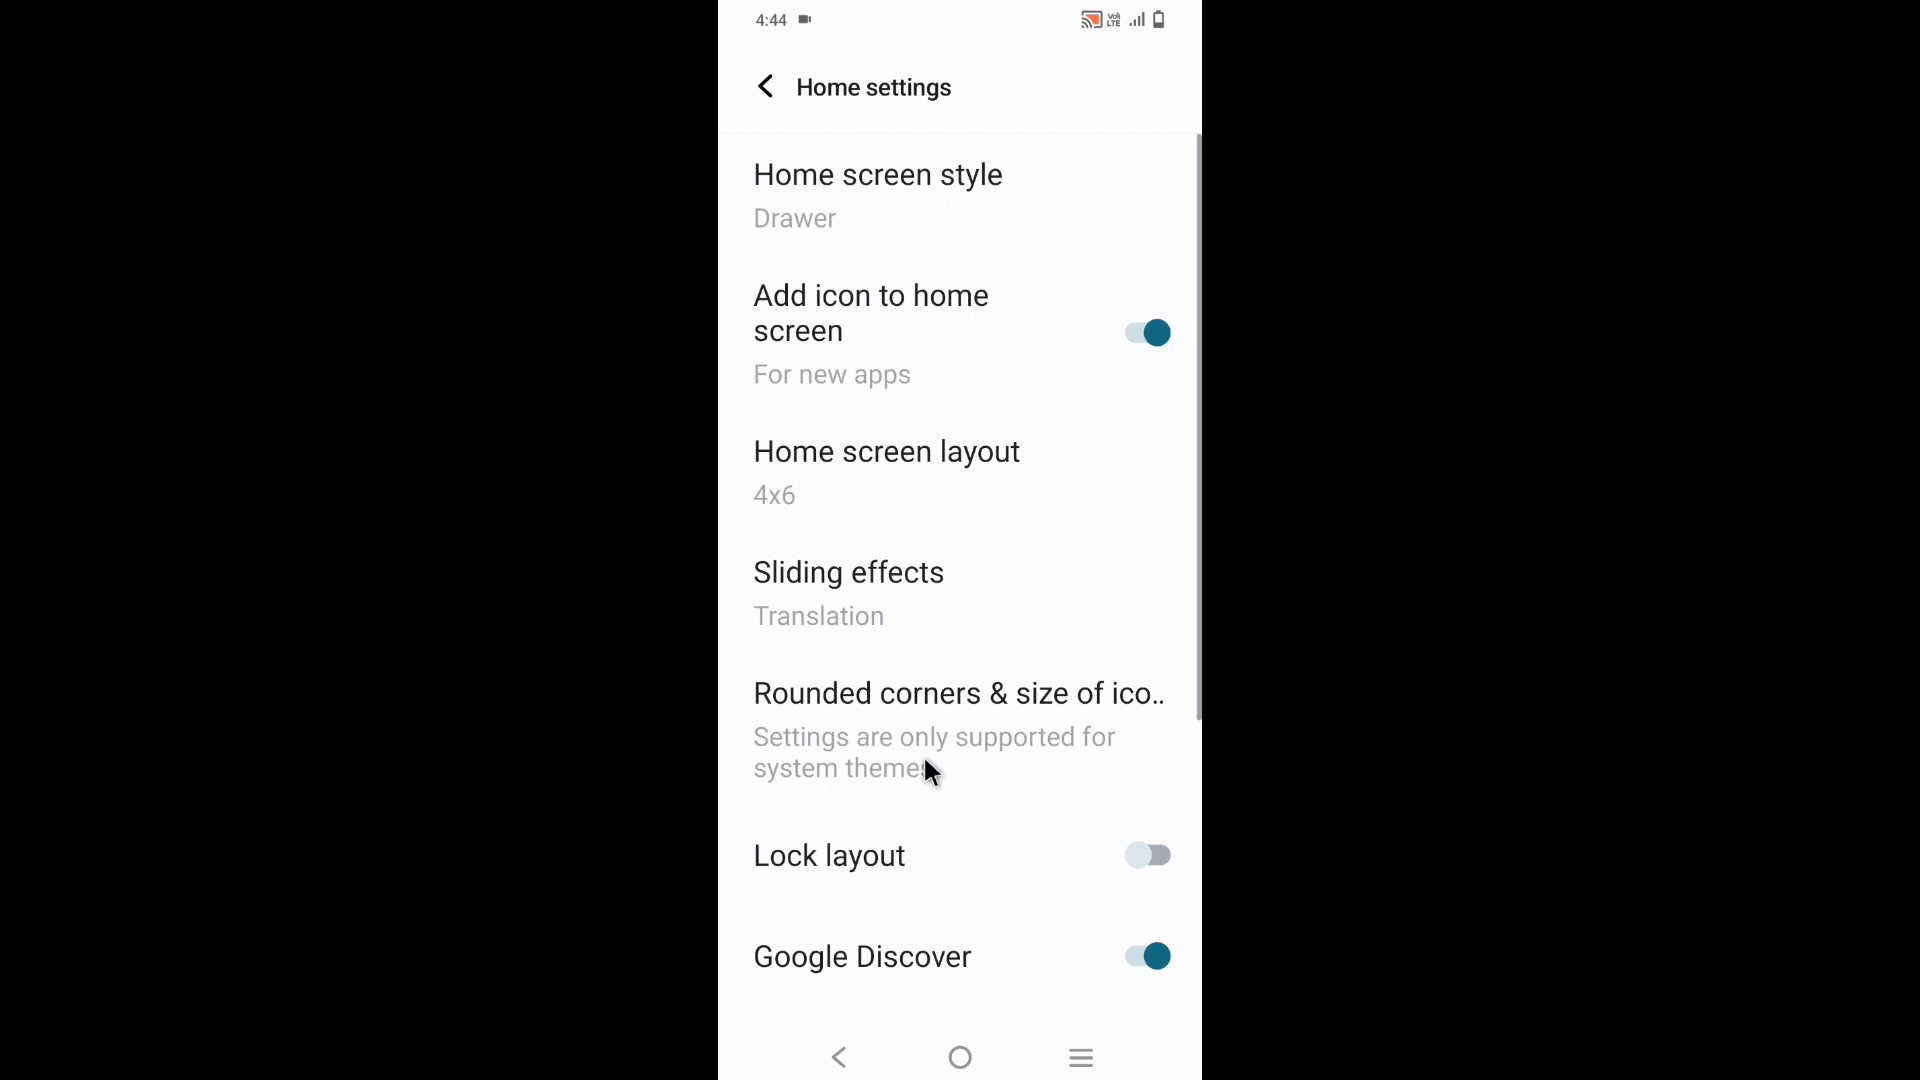 4:44
Vo))
LTE
Home settings
Home screen style
Drawer
Add icon to home
screen
For new apps
Home screen layout
4x6
Sliding effects
Translation
Rounded corners & size of ico..
Settings are only supported for
system themes
Lock layout
Google Discover